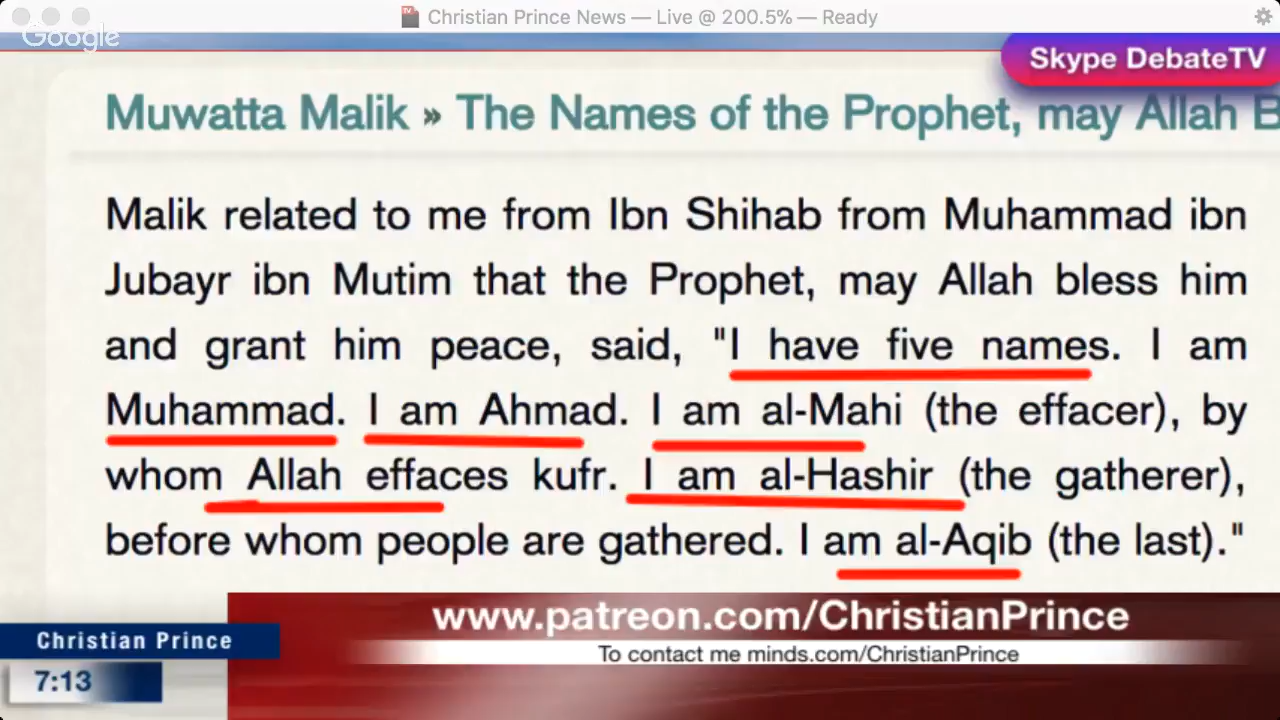 Christian Prince News — Live @ 200.5% — Ready
Google
Skype DebateTV
Muwatta Malik » The Names of the Prophet, may Allah B
Malik related to me from Ibn Shihab from Muhammad ibn
Jubayr ibn Mutim that the Prophet, may Allah bless him
and grant him peace, said, "I have five names. I am
Muhammad. I am Ahmad. I am al-Mahi (the effacer), by
whom Allah effaces kufr. I am al-Hashir (the gatherer),
before whom people are gathered. I am al-Aqib (the last)."
www.patreon.com/ChristianPrince
Christian Prince
To contact me minds.com/ChristianPrince
7:13